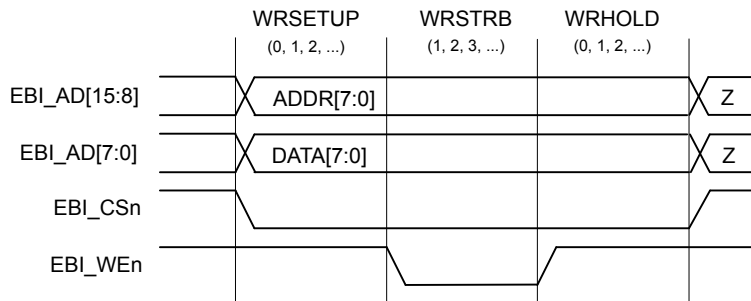 WRSETUP WRSTRB WRHOLD
(0, 1, 2, ...) (1, 2, 3, ...) (0, 1, 2, ...)
EBI_AD[15:8] ADDR[7:0] Z
EBI_AD[7:0] DATA[7:0] Z
EBI_CSn
EBI_WEn